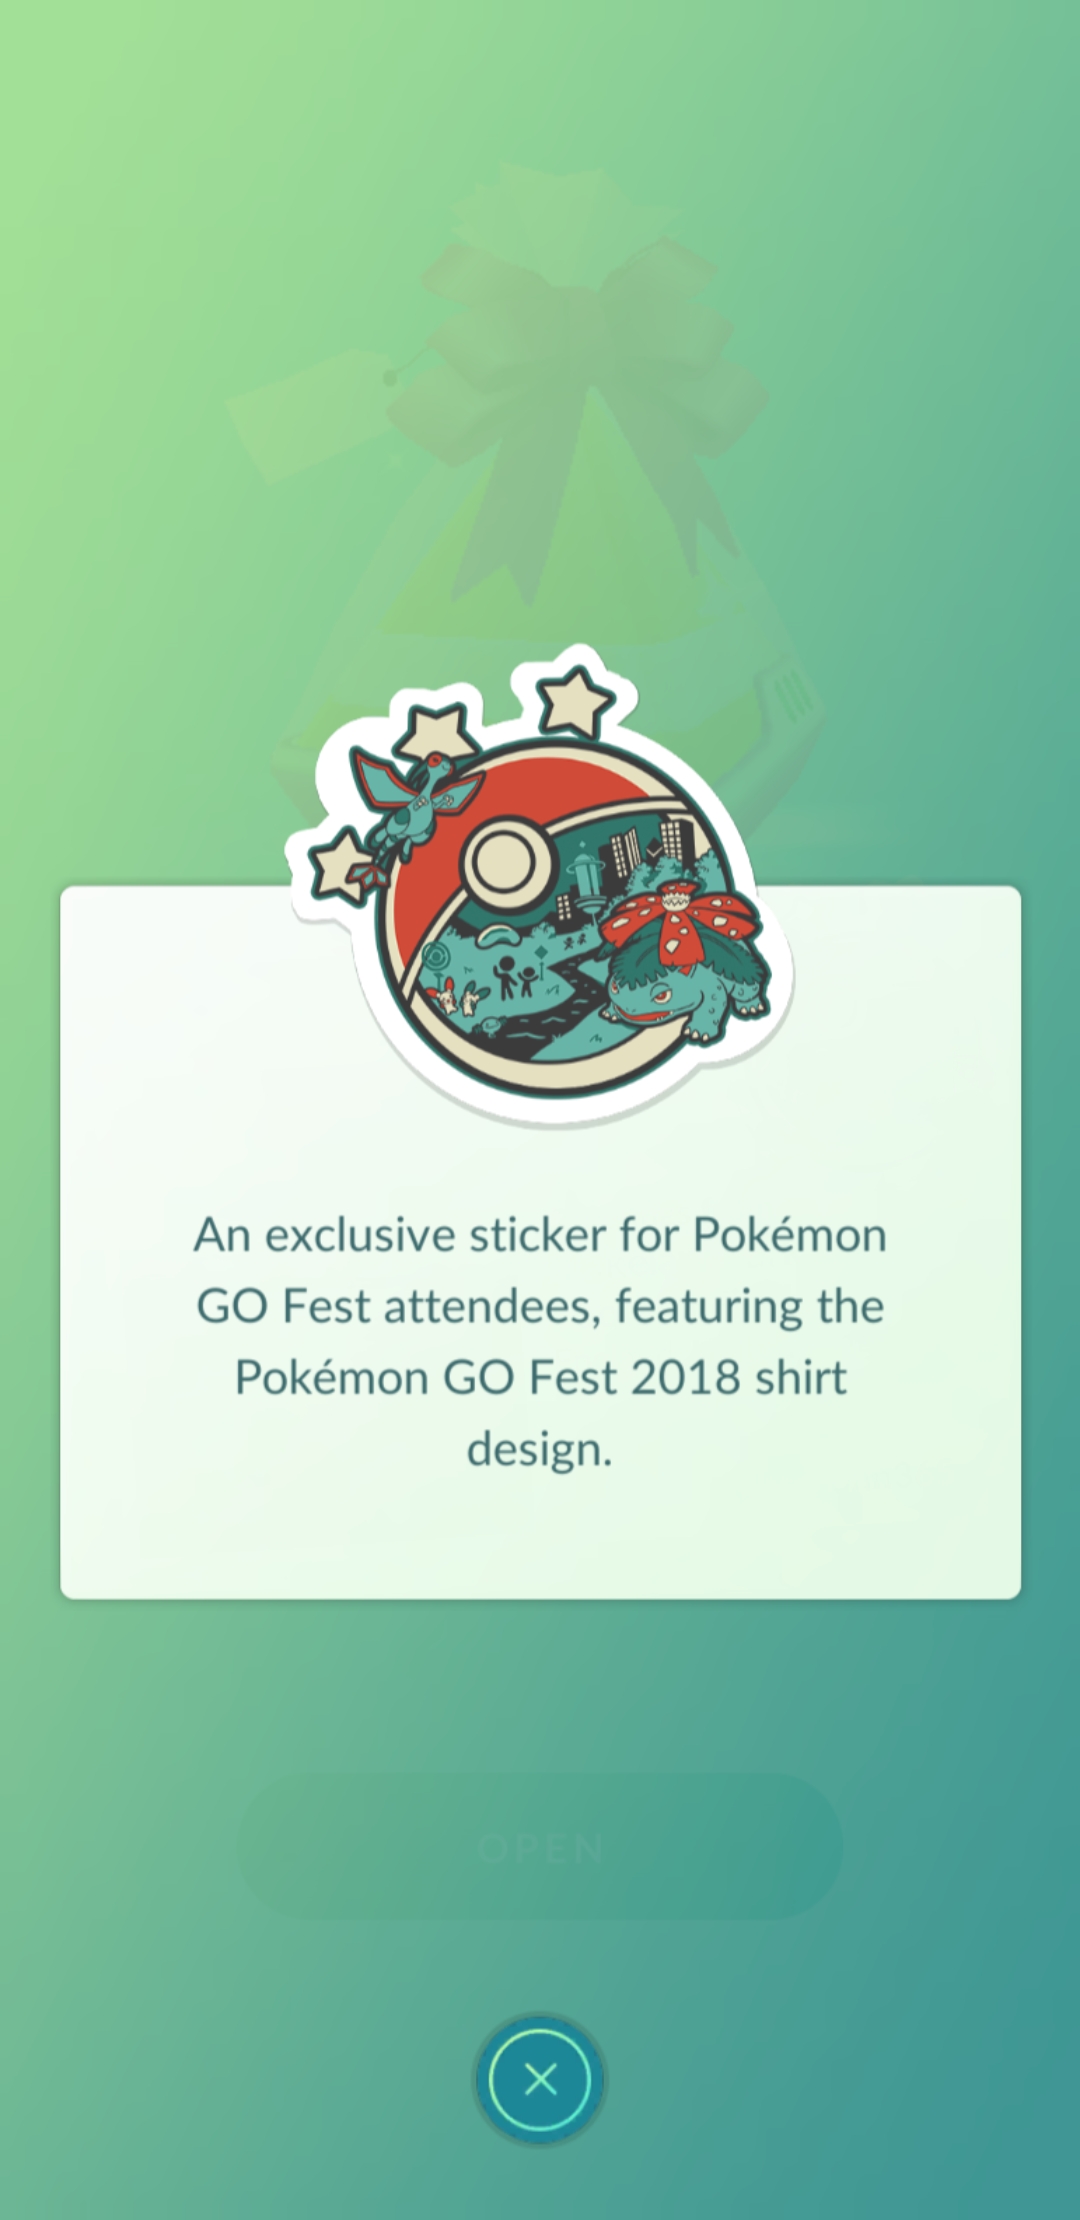 An exclusive sticker for Pokémon
GO Fest attendees, featuring the
Pokémon GO Fest 2018 shirt
design.
OPEN